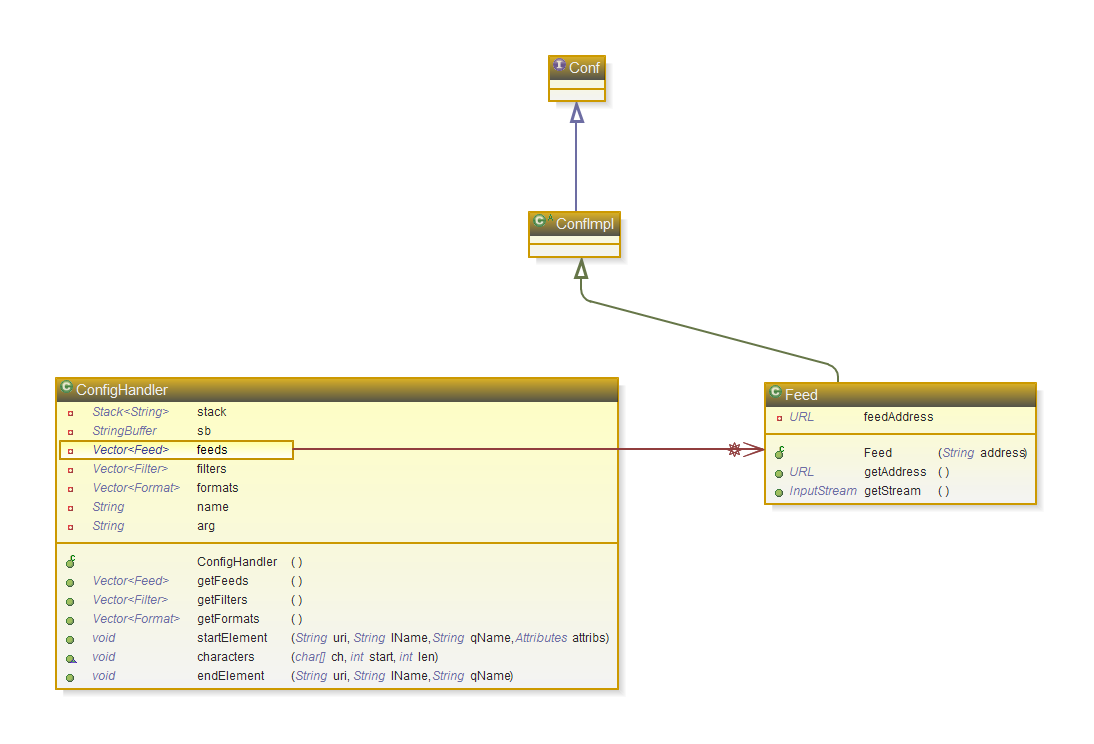 Conf
ConfImpl
ConfigHandler
Stack<String> stack
StringBuffer sb
Vector<Feed> feeds
Vector<Filter> filters
Vector<Format> formats
String name
String arg
ConfigHandler ( )
Vector<Feed> getFeeds ( )
Vector<Filter> getFilters ( )
Vector<Format> getFormats ( )
void startElement (String uri, String lName, String qName, Attributes attribs)
void characters (char[] ch, int start, int len)
void endElement (String uri, String lName, String qName)
Feed
URL feedAddress
Feed (String address)
URL getAddress ( )
InputStream getStream ( )